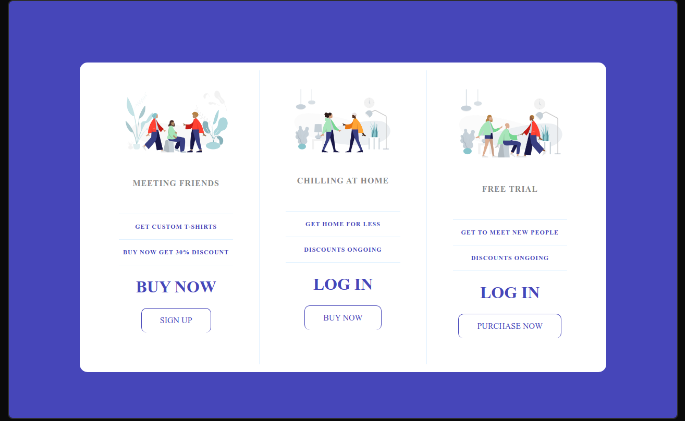 MEETING FRIENDS
GET CUSTOM T-SHIRTS
BUY NOW GET 30% DISCOUNT
BUY NOW
SIGN UP
CHILLING AT HOME
GET HOME FOR LESS
DISCOUNTS ONGOING
LOG IN
BUY NOW
FREE TRIAL
GET TO MEET NEW PEOPLE
DISCOUNTS ONGOING
LOG IN
PURCHASE NOW